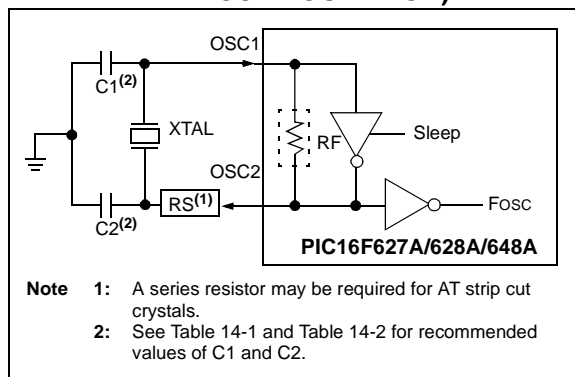 OSC1
C1(2)
XTAL
RF
Sleep
OSC2
RS(1)
C2(2)
FOSC
PIC16F627A/628A/648A
Note 1: A series resistor may be required for AT strip cut
crystals.
2: See Table 14-1 and Table 14-2 for recommended
values of C1 and C2.